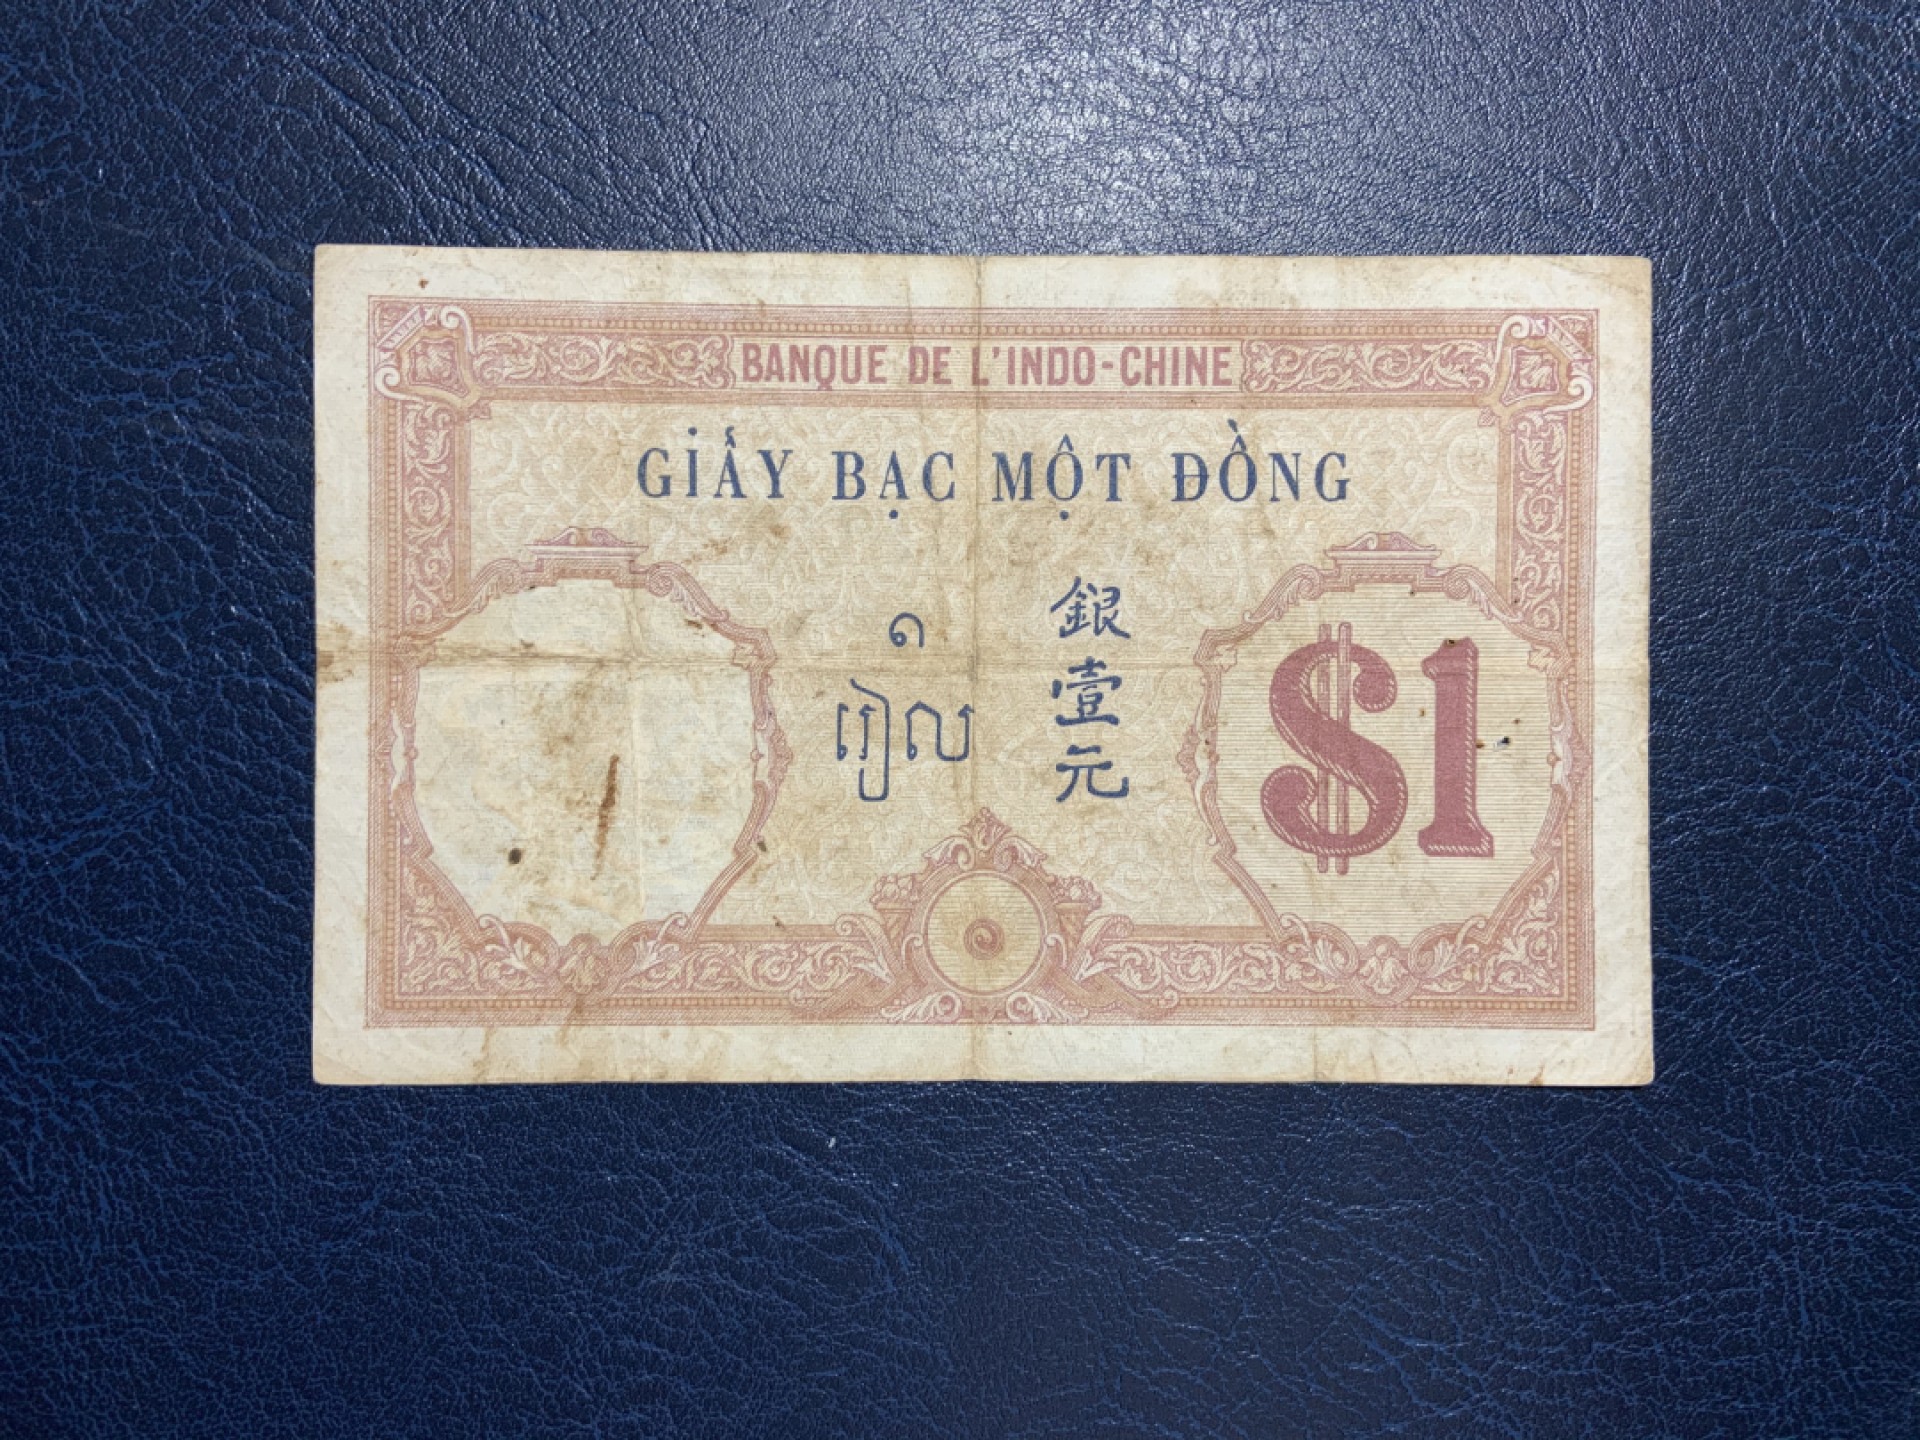 BANQUE DE L'INDO-CHINE
GIẤY BẠC MỘT ĐỒNG
១
រៀល
銀壹元
$1